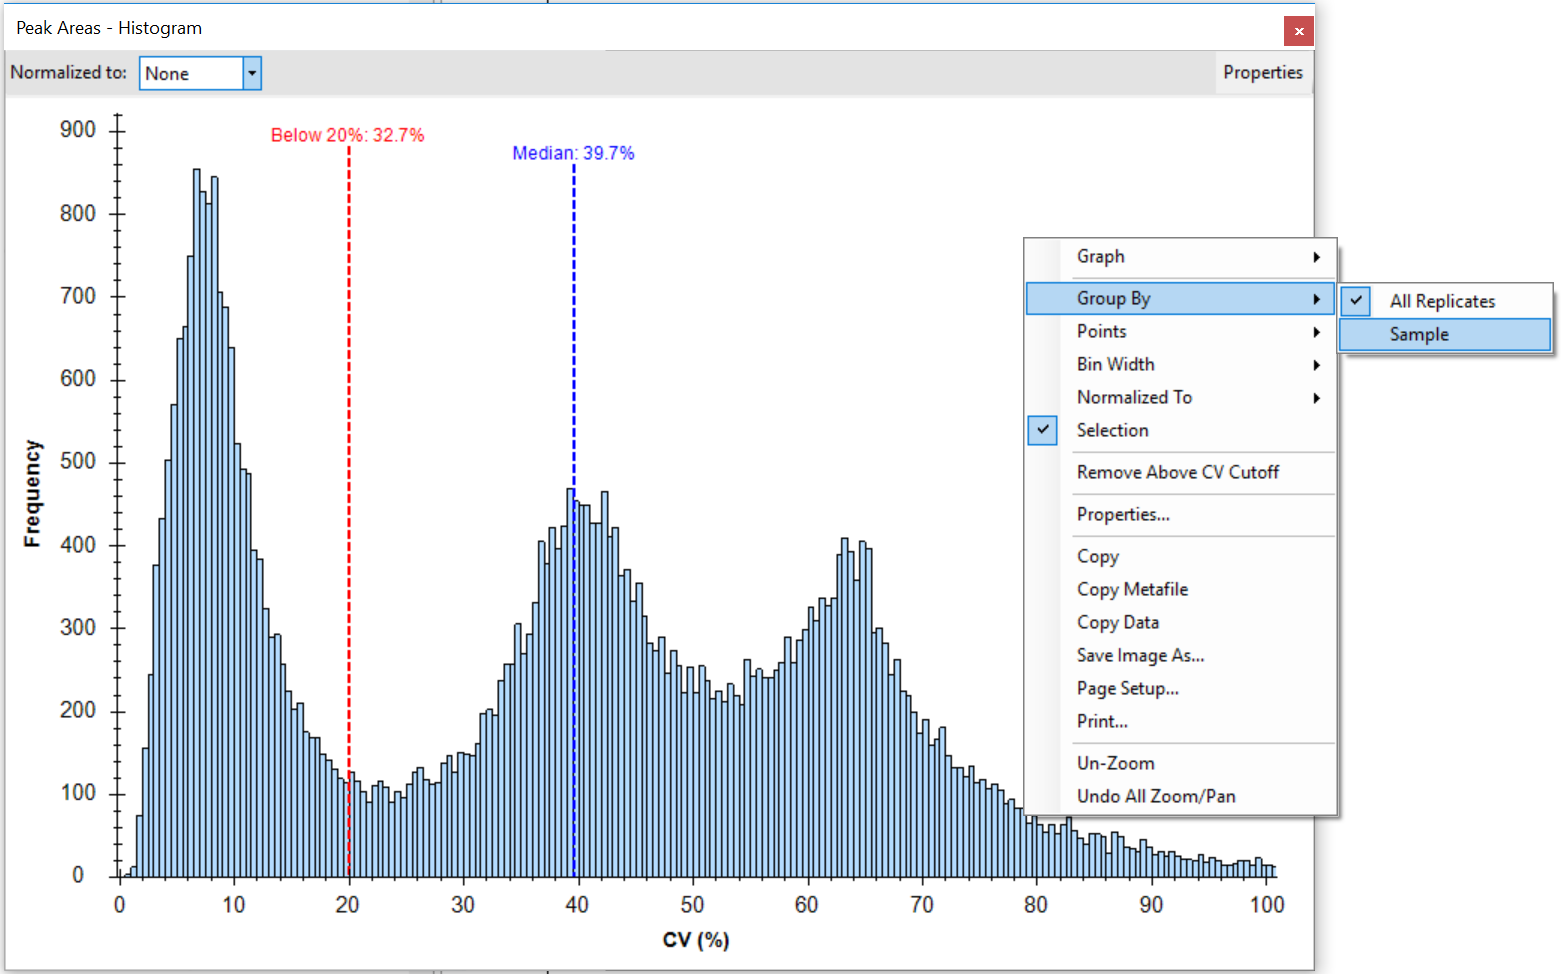 Peak Areas - Histogram
Normalized to: None
Properties
Below 20%: 32.7%
Median: 39.7%
900
800
700
600
500
400
300
200
100
0
Frequency
0 10 20 30 40 50 60 70 80 90 100
CV (%)
Graph
Group By
Points
Bin Width
Normalized To
Selection
Remove Above CV Cutoff
Properties...
Copy
Copy Metafile
Copy Data
Save Image As...
Page Setup...
Print...
Un-Zoom
Undo All Zoom/Pan
All Replicates
Sample